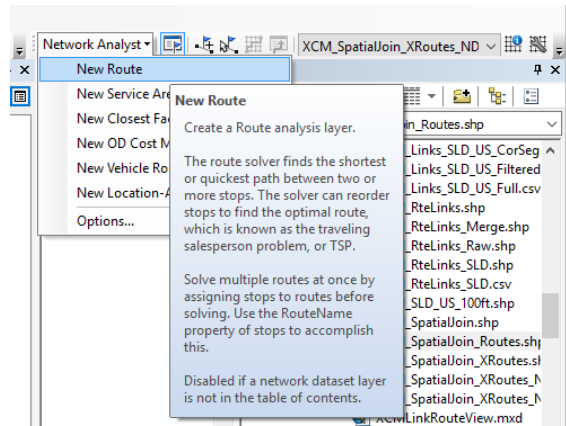 Network Analyst
XCM_SpatialJoin_XRoutes_ND
New Route
New Service Are
New Closest Fac
New OD Cost M
New Vehicle Ro
New Location-A
Options...
New Route
Create a Route analysis layer.
The route solver finds the shortest
or quickest path between two or
more stops. The solver can reorder
stops to find the optimal route,
which is known as the traveling
salesperson problem, or TSP.
Solve multiple routes at once by
assigning stops to routes before
solving. Use the RouteName
property of stops to accomplish
this.
Disabled if a network dataset layer
is not in the table of contents.
in_Routes.shp
_Links_SLD_US_CorSeg
_Links_SLD_US_Filtered
_Links_SLD_US_Full.csv
_RteLinks.shp
_RteLinks_Merge.shp
_RteLinks_Raw.shp
_RteLinks_SLD.shp
_RteLinks_SLD.csv
_SLD_US_100ft.shp
_SpatialJoin.shp
_SpatialJoin_Routes.shp
_SpatialJoin_XRoutes.sh
_SpatialJoin_XRoutes_N
_SpatialJoin_XRoutes_N
XCMLinkRouteView.mxd